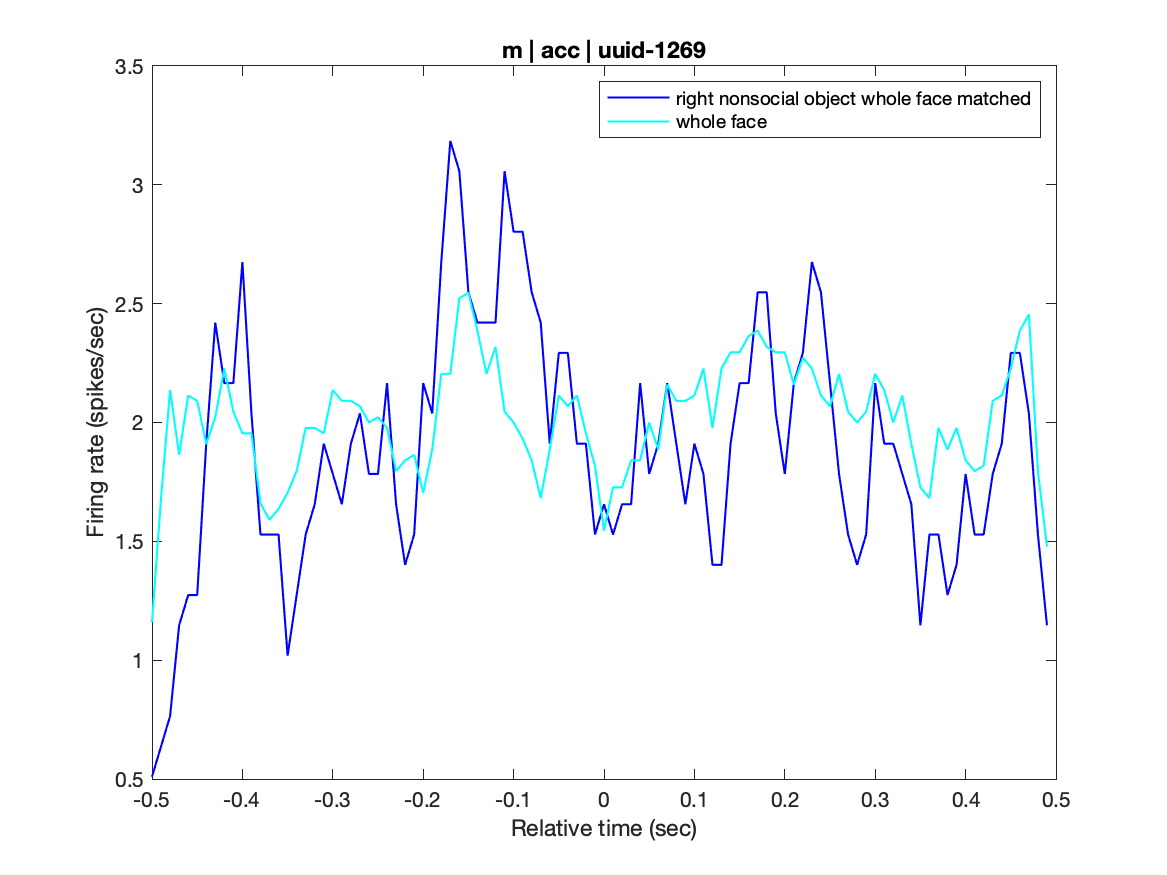 m | acc | uuid-1269
right nonsocial object whole face matched
whole face
Firing rate (spikes/sec)
3.5
3
2.5
2
1.5
1
0.5
-0.5 -0.4 -0.3 -0.2 -0.1 0 0.1 0.2 0.3 0.4 0.5
Relative time (sec)